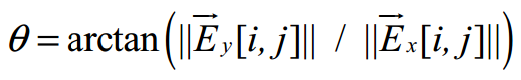 θ = arctan(||E⃗y[i, j]|| / ||E⃗x[i, j]||)